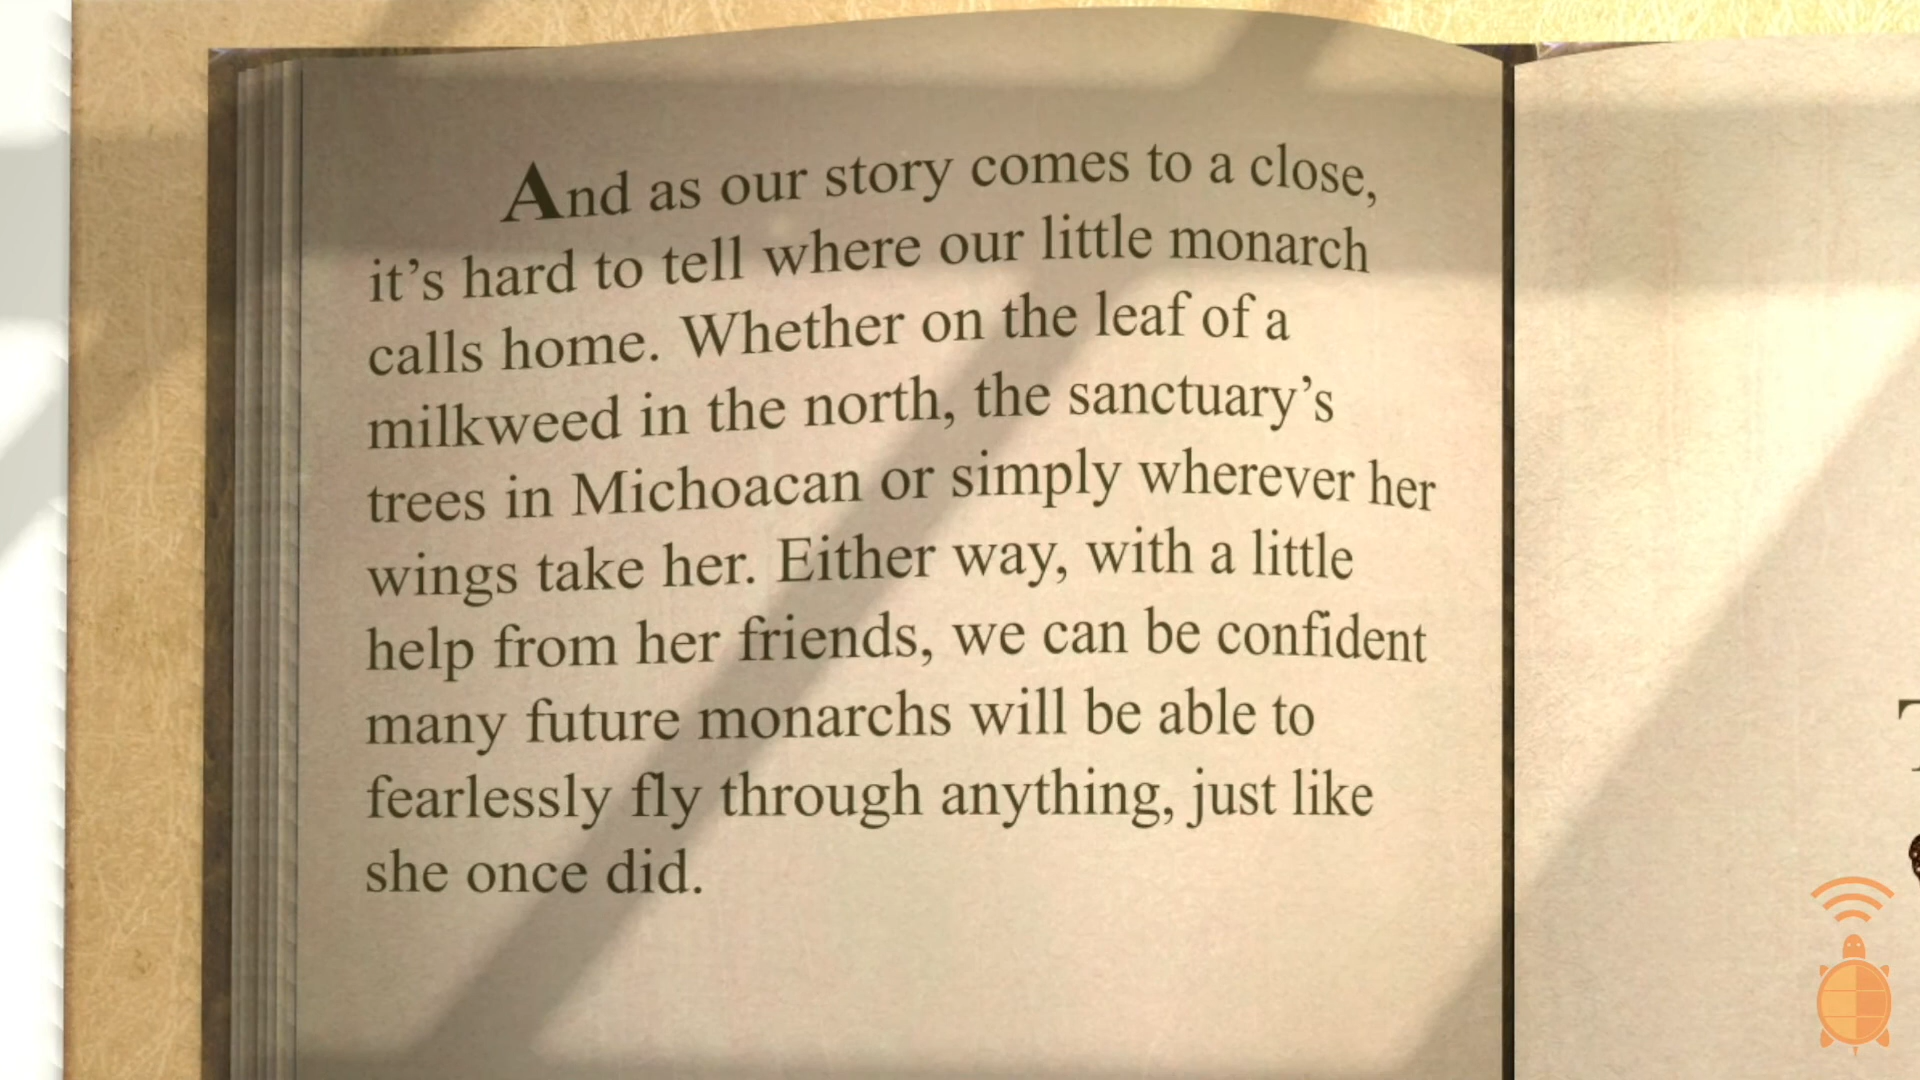 And as our story comes to a close,
it’s hard to tell where our little monarch
calls home. Whether on the leaf of a
milkweed in the north, the sanctuary’s
trees in Michoacan or simply wherever her
wings take her. Either way, with a little
help from her friends, we can be confident
many future monarchs will be able to
fearlessly fly through anything, just like
she once did.